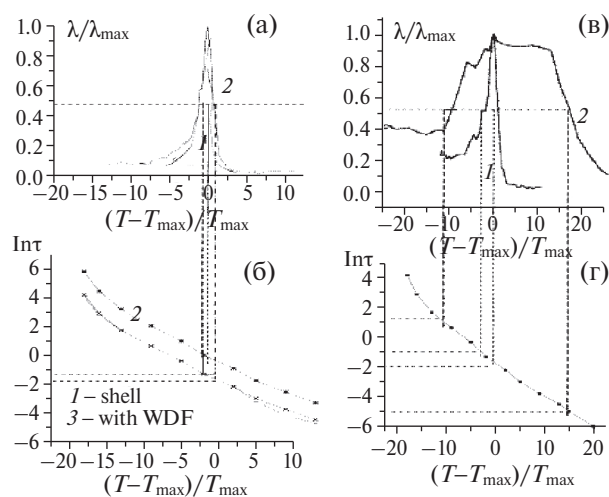 λ/λmax (а)
1.0
0.8
0.6
0.4
0.2
0
2
1
−20 −15 −10 −5 0 5 10
(T–Tmax)/Tmax
λ/λmax (в)
1.0
0.8
0.6
0.4
0.2
0
2
1
−20 −10 0 10 20
(T–Tmax)/Tmax
Inτ (б)
6
4
2
0
−2
−4
−6
2
1 – shell
3 – with WDF
−20 −15 −10 −5 0 5 10
(T–Tmax)/Tmax
Inτ (г)
4
2
0
−2
−4
−6
−20 −10 0 10 20
(T–Tmax)/Tmax